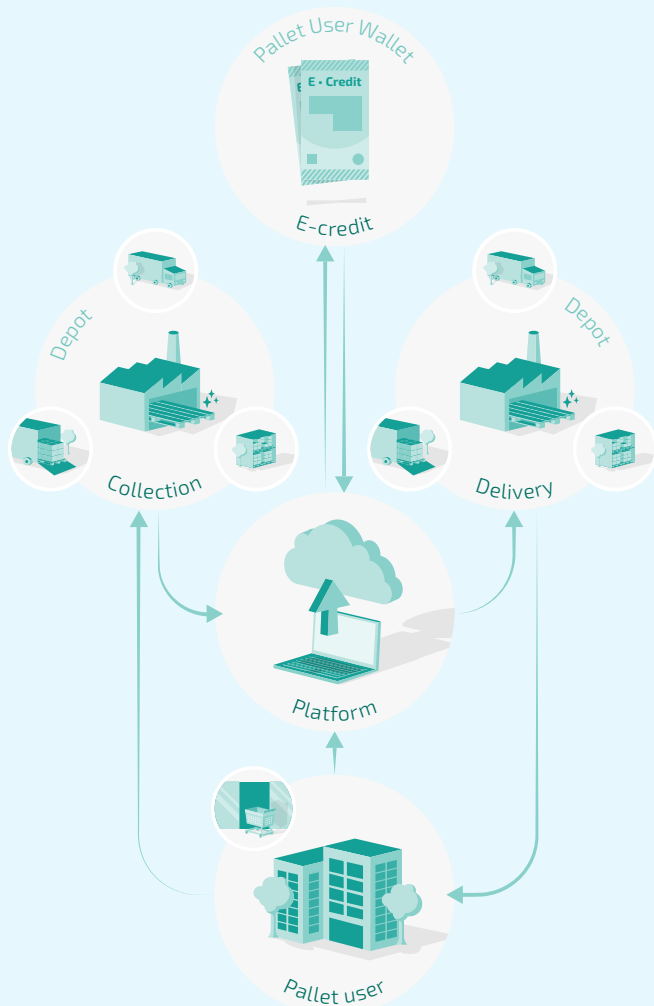 Pallet User Wallet
E • Credit
E
E-credit
Depot
Collection
Depot
Delivery
Platform
Pallet user